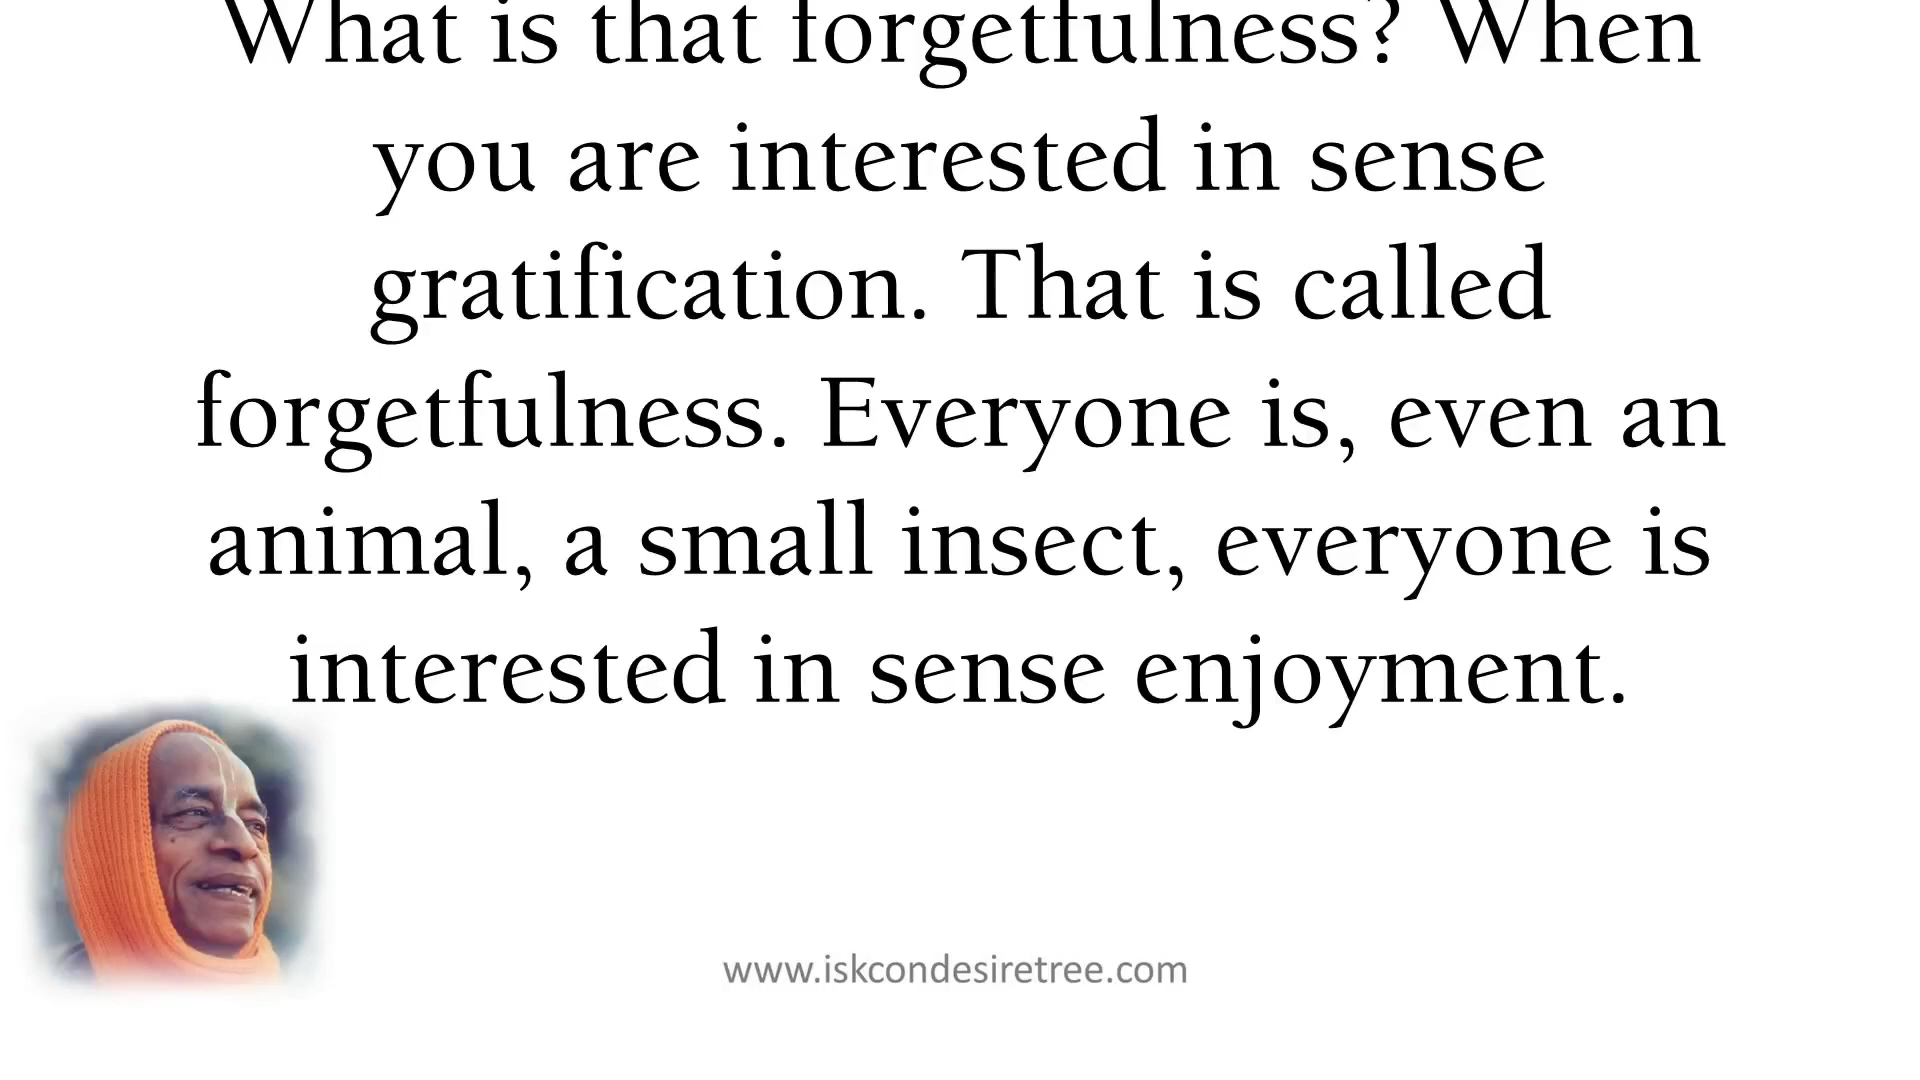 What is that forgetfulness? When
you are interested in sense
gratification. That is called
forgetfulness. Everyone is, even an
animal, a small insect, everyone is
interested in sense enjoyment.
www.iskcondesiretree.com